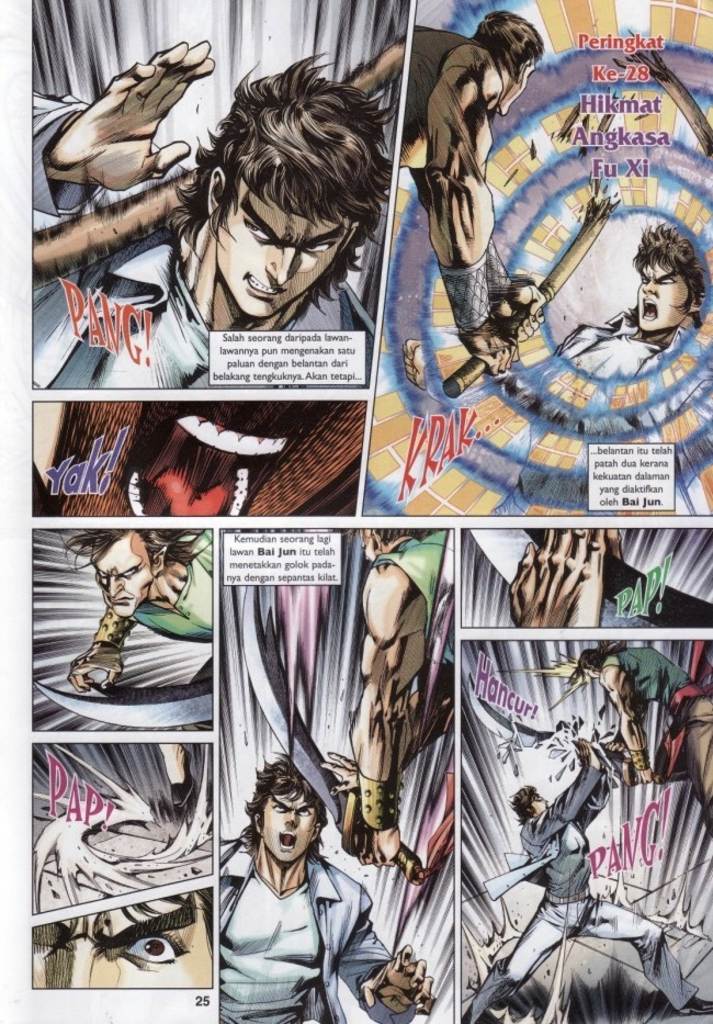 PANG!
Salah seorang daripada lawan-
lawannya pun mengenakan satu
paluan dengan belantan dari
belakang tengkuknya. Akan tetapi...
Peringkat
Ke-28
Hikmat
Angkasa
Fu Xi
KRAK...
...belantan itu telah
patah dua kerana
kekuatan dalaman
yang diaktifkan
oleh Bai Jun.
Yak!
Kemudian seorang lagi
lawan Bai Jun itu telah
menetakkan golok pada-
nya dengan sepantas kilat.
PAP!
PAP!
Hancur!
PANG!
25